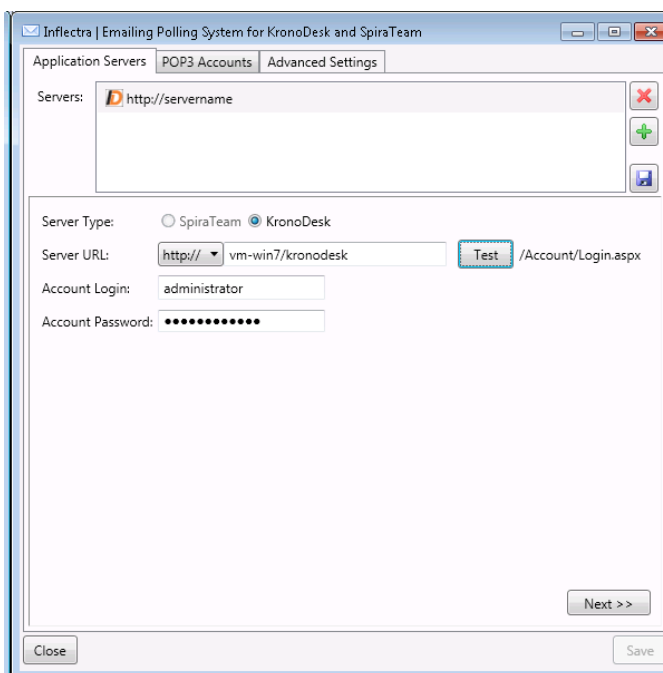 Inflectra | Emailing Polling System for KronoDesk and SpiraTeam
Application Servers POP3 Accounts Advanced Settings
Servers: http://servername
Server Type: SpiraTeam KronoDesk
Server URL: http:// vm-win7/kronodesk Test /Account/Login.aspx
Account Login: administrator
Account Password: ●●●●●●●●●●●●
Next >>
Close Save